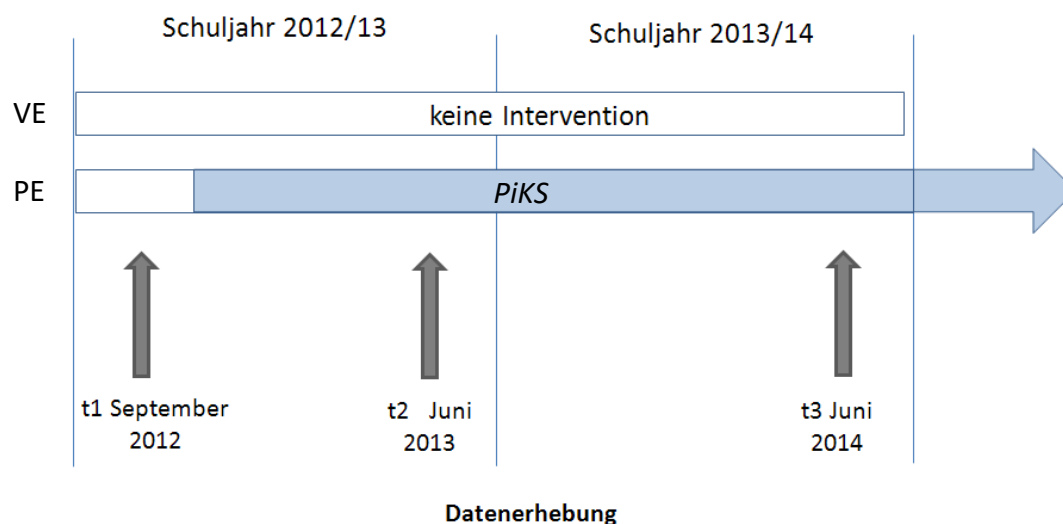 Schuljahr 2012/13
Schuljahr 2013/14
VE
keine Intervention
PE
PiKS
t1 September
2012
t2 Juni
2013
t3 Juni
2014
Datenerhebung